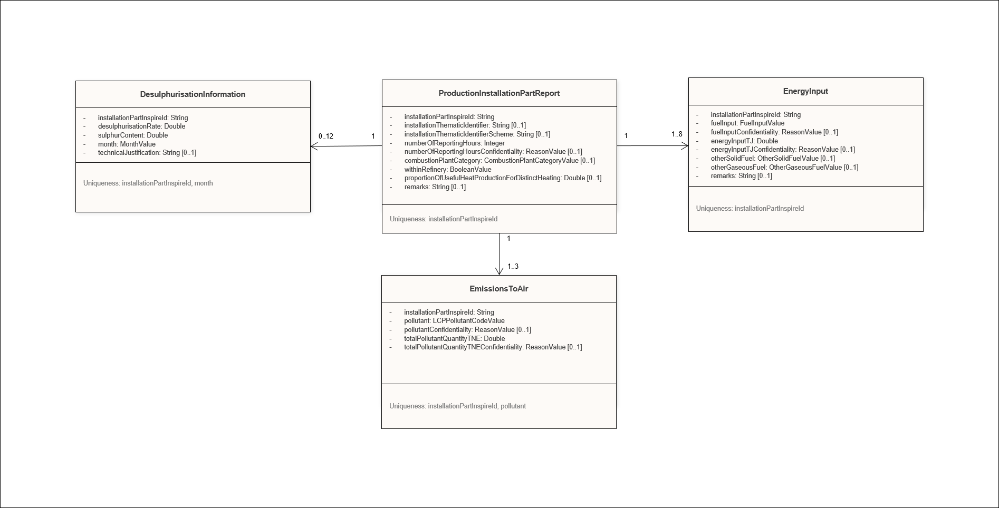 DesulphurisationInformation
- installationPartInspireId: String
- desulphurisationRate: Double
- sulphurContent: Double
- month: MonthValue
- technicalJustification: String [0..1]
Uniqueness: installationPartInspireId, month
0..12
1
ProductionInstallationPartReport
- installationPartInspireId: String
- installationThematicIdentifier: String [0..1]
- installationThematicIdentifierScheme: String [0..1]
- numberOfReportingHours: Integer
- numberOfReportingHoursConfidentiality: ReasonValue [0..1]
- combustionPlantCategory: CombustionPlantCategoryValue [0..1]
- withinRefinery: BooleanValue
- proportionOfUsefulHeatProductionForDistinctHeating: Double [0..1]
- remarks: String [0..1]
Uniqueness: installationPartInspireId
1
1..8
EnergyInput
- installationPartInspireId: String
- fuelInput: FuelInputValue
- fuelInputConfidentiality: ReasonValue [0..1]
- energyInputTJ: Double
- energyInputTJConfidentiality: ReasonValue [0..1]
- otherSolidFuel: OtherSolidFuelValue [0..1]
- otherGaseousFuel: OtherGaseousFuelValue [0..1]
- remarks: String [0..1]
Uniqueness: installationPartInspireId
1
1..3
EmissionsToAir
- installationPartInspireId: String
- pollutant: LCPPollutantCodeValue
- pollutantConfidentiality: ReasonValue [0..1]
- totalPollutantQuantityTNE: Double
- totalPollutantQuantityTNEConfidentiality: ReasonValue [0..1]
Uniqueness: installationPartInspireId, pollutant